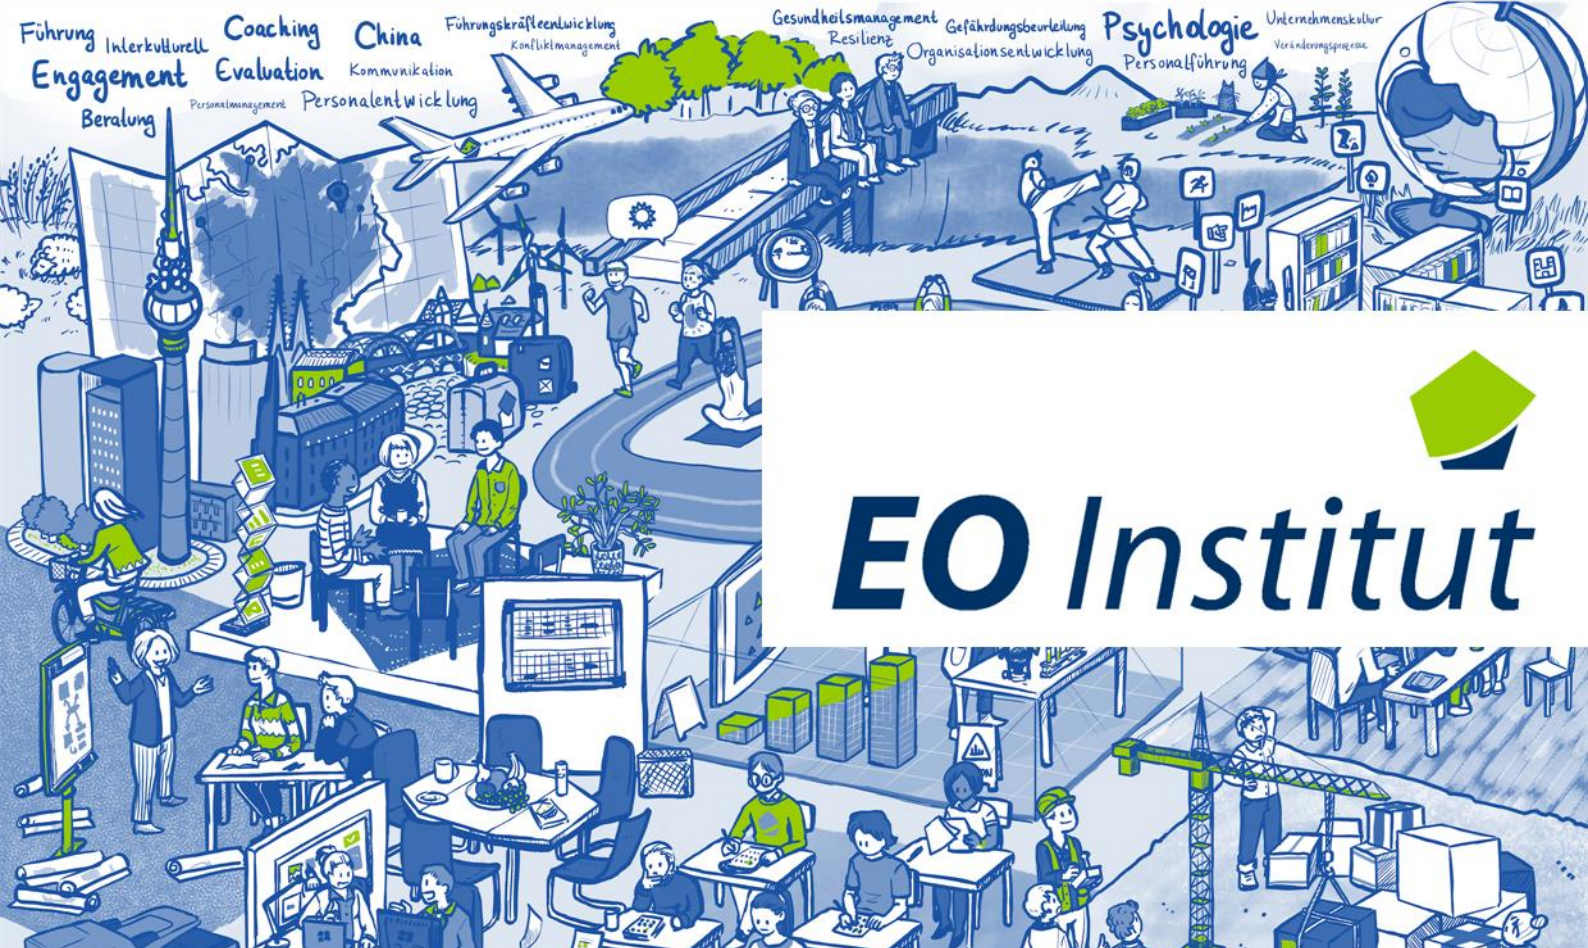 Führung
Interkulturell
Coaching
China
Führungskräfteentwicklung
Konfliktmanagement
Engagement
Evaluation
Kommunikation
Beratung
Personalmanagement
Personalentwicklung
Gesundheitsmanagement
Resilienz
Gefährdungsbeurteilung
Organisationsentwicklung
Psychologie
Personalführung
Unternehmenskultur
Veränderungsprozesse
EO Institut